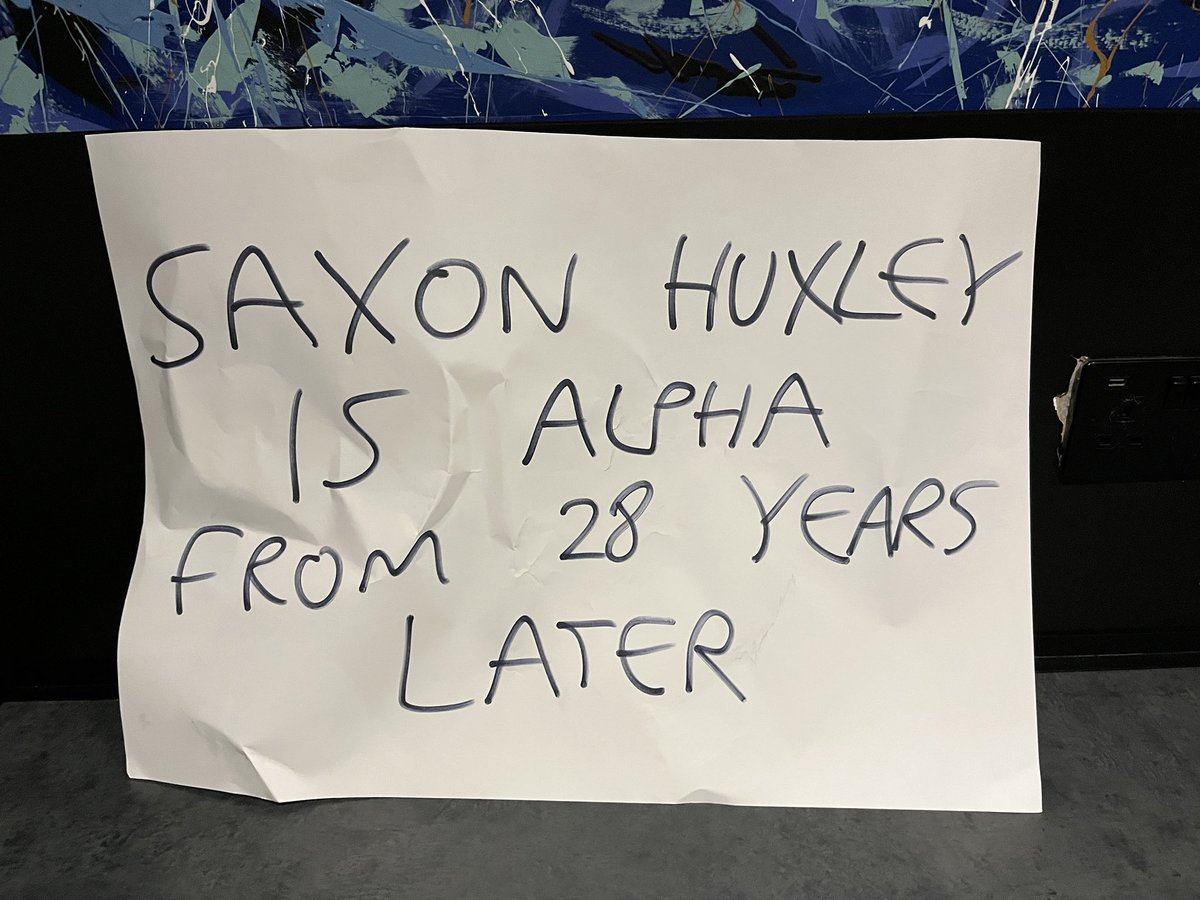 SAXON HUXLEY
IS ALPHA
FROM 28 YEARS
LATER